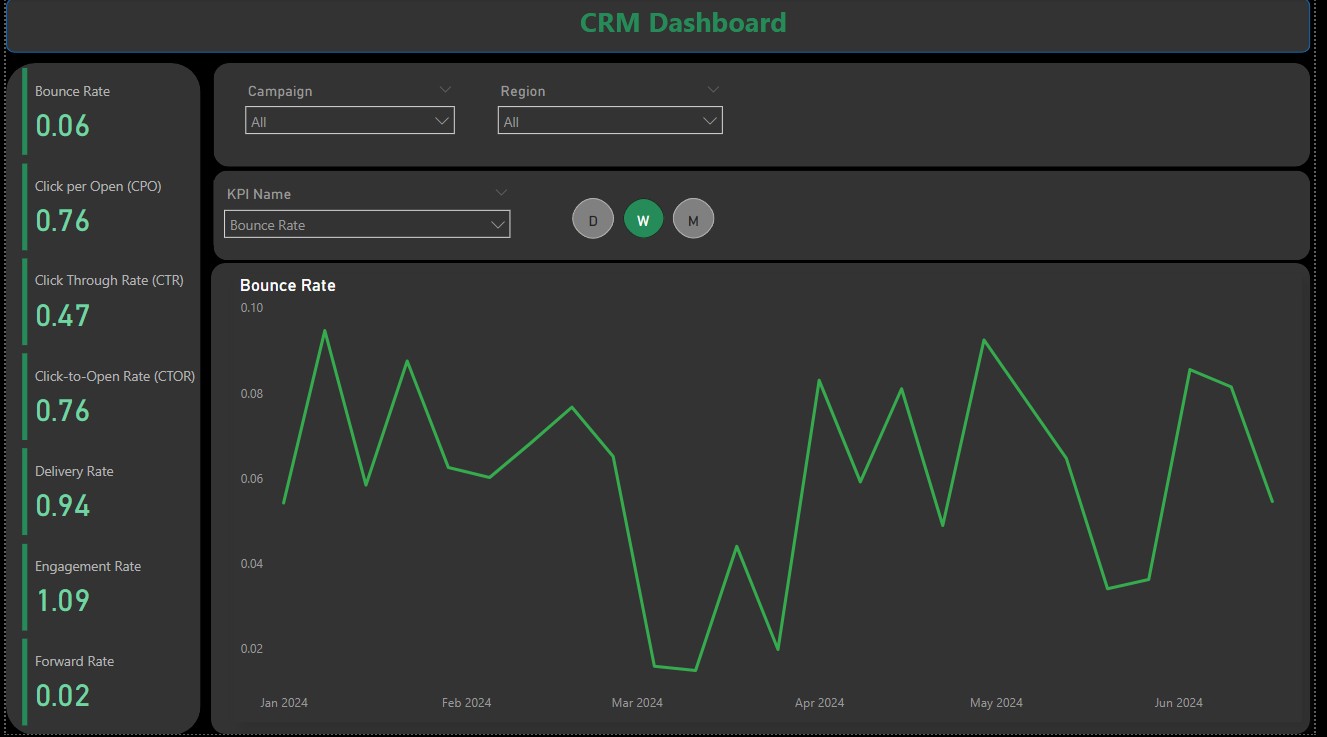 CRM Dashboard
Bounce Rate
0.06
Click per Open (CPO)
0.76
Click Through Rate (CTR)
0.47
Click-to-Open Rate (CTOR)
0.76
Delivery Rate
0.94
Engagement Rate
1.09
Forward Rate
0.02
Campaign
All
Region
All
KPI Name
Bounce Rate
D W M
Bounce Rate
0.10
0.08
0.06
0.04
0.02
Jan 2024 Feb 2024 Mar 2024 Apr 2024 May 2024 Jun 2024